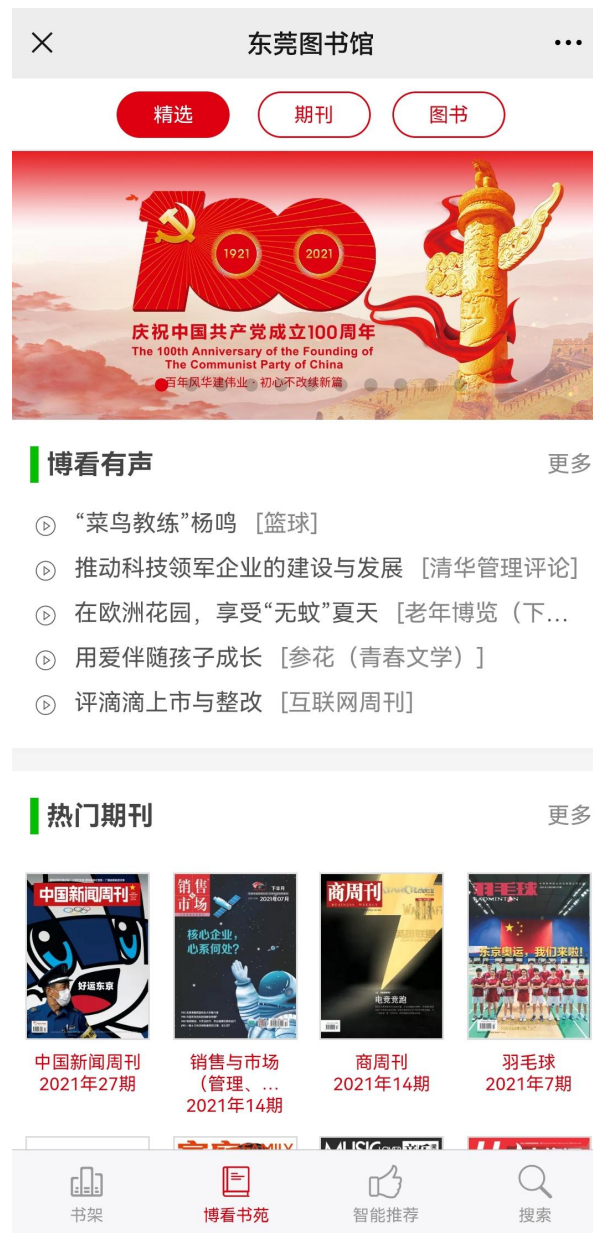 东莞图书馆
精选
期刊
图书
1921
2021
庆祝中国共产党成立100周年
The 100th Anniversary of the Founding of
The Communist Party of China
百年风华建伟业·初心不改续新篇
博看有声
更多
“菜鸟教练”杨鸣 [篮球]
推动科技领军企业的建设与发展 [清华管理评论]
在欧洲花园，享受“无蚊”夏天 [老年博览（下...
用爱伴随孩子成长 [参花（青春文学）]
评滴滴上市与整改 [互联网周刊]
热门期刊
更多
中国新闻周刊
好运东京
销售
市场
下半月
2021年07月
核心企业，
心系何处？
商周刊
电竞竞跑
羽毛球
东京奥运，我们来啦！
中国新闻周刊
2021年27期
销售与市场
（管理、...
2021年14期
商周刊
2021年14期
羽毛球
2021年7期
FAMILY
MUSIC
书架
博看书苑
智能推荐
搜索